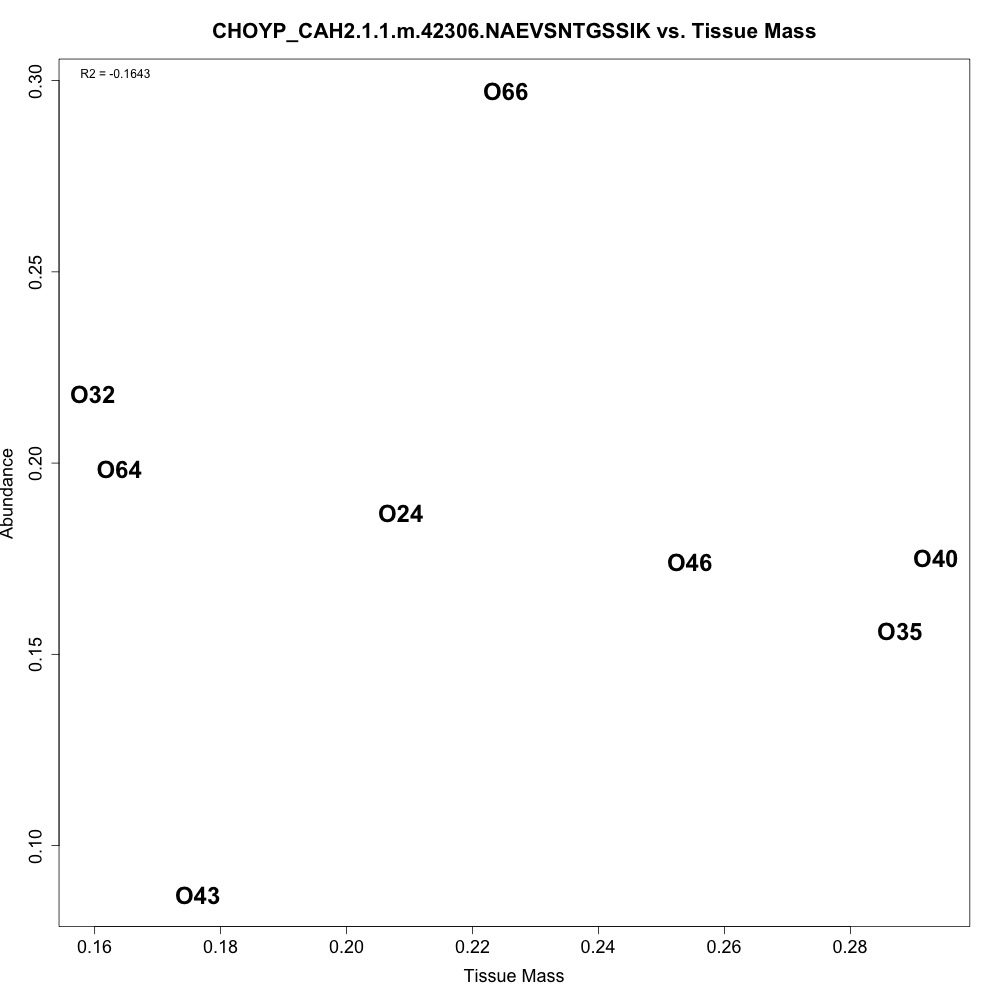 CHOYP_CAH2.1.1.m.42306.NAEVSNTGSSIK vs. Tissue Mass
R2 = -0.1643
0.30
O66
0.25
O32
0.20
O64
Abundance
O24
O46
O40
O35
0.15
0.10
O43
0.16 0.18 0.20 0.22 0.24 0.26 0.28
Tissue Mass